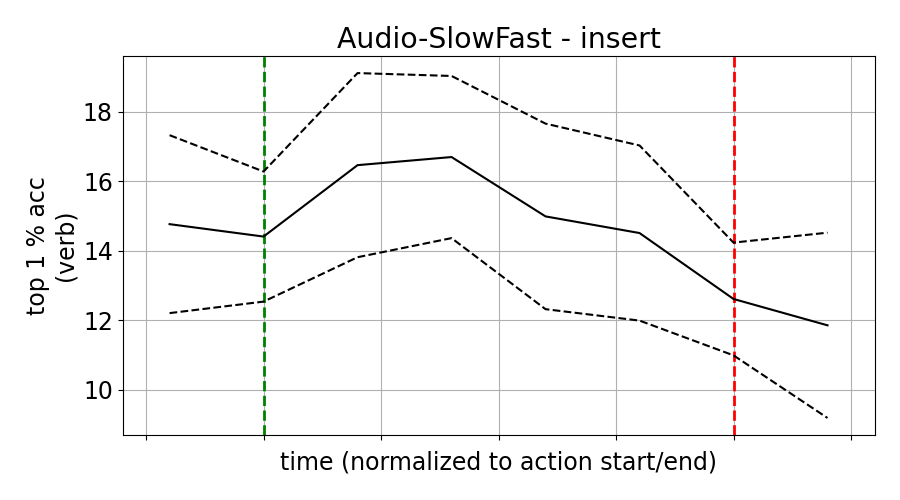 Audio-SlowFast - insert
18
16
14
12
10
top 1 % acc
(verb)
time (normalized to action start/end)